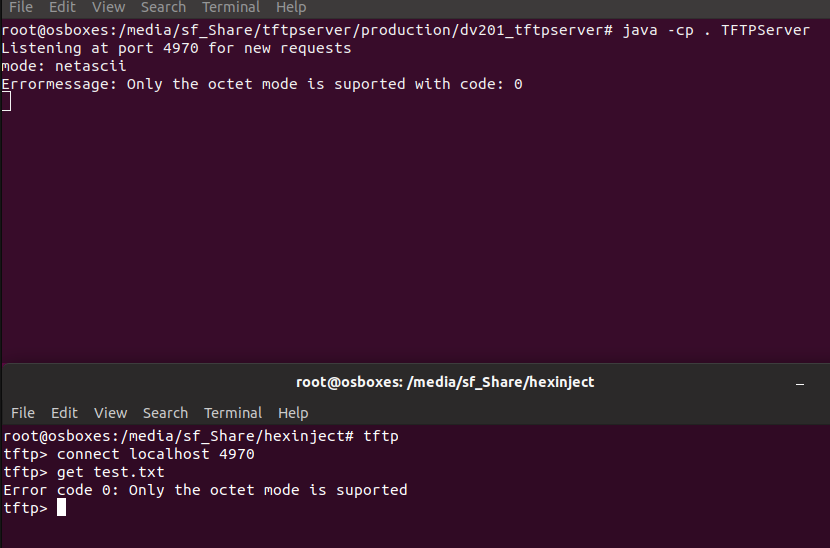 File Edit View Search Terminal Help
root@osboxes:/media/sf_Share/tftpserver/production/dv201_tftpserver# java -cp . TFTPServer
Listening at port 4970 for new requests
mode: netascii
Errormessage: Only the octet mode is suported with code: 0
root@osboxes: /media/sf_Share/hexinject
File Edit View Search Terminal Help
root@osboxes:/media/sf_Share/hexinject# tftp
tftp> connect localhost 4970
tftp> get test.txt
Error code 0: Only the octet mode is suported
tftp>